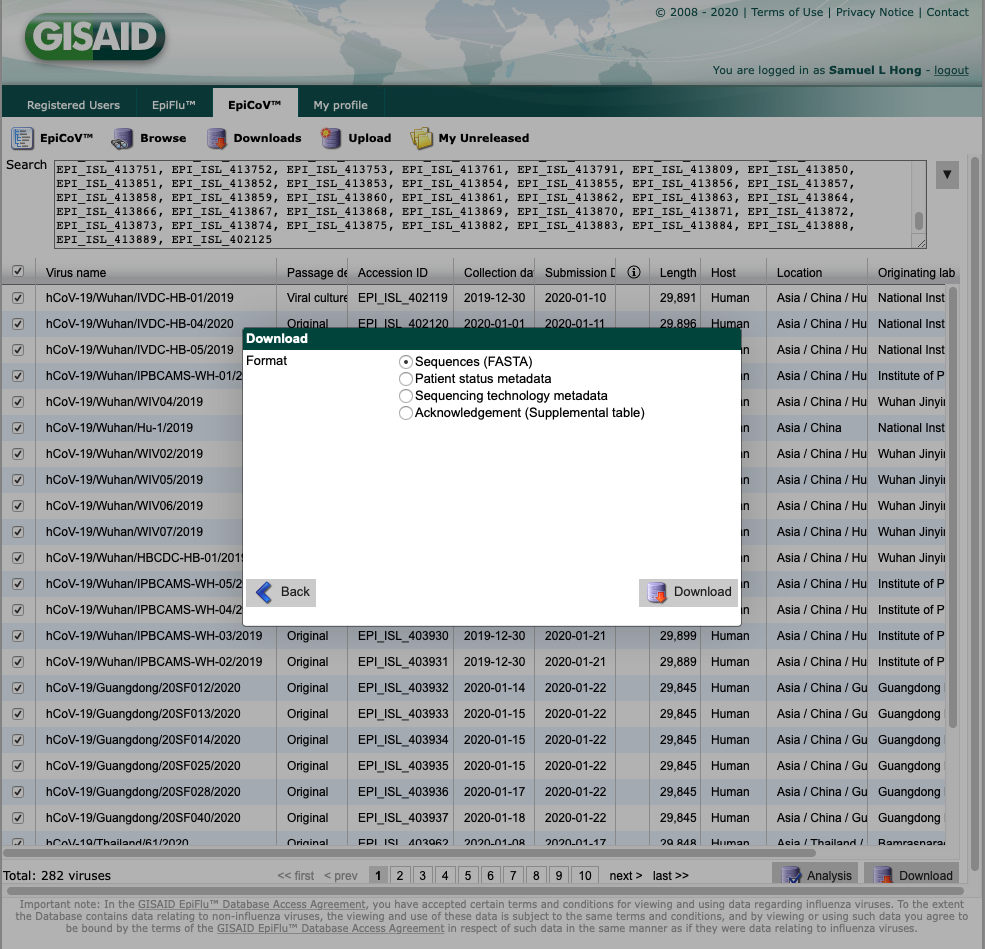 © 2008 - 2020 | Terms of Use | Privacy Notice | Contact
GISAID
You are logged in as Samuel L Hong - logout
Registered Users EpiFlu™ EpiCoV™ My profile
EpiCoV™ Browse Downloads Upload My Unreleased
Search
EPI_ISL_413751, EPI_ISL_413752, EPI_ISL_413753, EPI_ISL_413761, EPI_ISL_413791, EPI_ISL_413809, EPI_ISL_413850,
EPI_ISL_413851, EPI_ISL_413852, EPI_ISL_413853, EPI_ISL_413854, EPI_ISL_413855, EPI_ISL_413856, EPI_ISL_413857,
EPI_ISL_413858, EPI_ISL_413859, EPI_ISL_413860, EPI_ISL_413861, EPI_ISL_413862, EPI_ISL_413863, EPI_ISL_413864,
EPI_ISL_413866, EPI_ISL_413867, EPI_ISL_413868, EPI_ISL_413869, EPI_ISL_413870, EPI_ISL_413871, EPI_ISL_413872,
EPI_ISL_413873, EPI_ISL_413874, EPI_ISL_413875, EPI_ISL_413882, EPI_ISL_413883, EPI_ISL_413884, EPI_ISL_413888,
EPI_ISL_413889, EPI_ISL_402125
Virus name Passage de Accession ID Collection da Submission D Length Host Location Originating lab
hCoV-19/Wuhan/IVDC-HB-01/2019 Viral culture EPI_ISL_402119 2019-12-30 2020-01-10 29,891 Human Asia / China / Hu National Inst
hCoV-19/Wuhan/IVDC-HB-04/2020 Original EPI_ISL_402120 2020-01-01 2020-01-11 29,896 Human Asia / China / Hu National Inst
hCoV-19/Wuhan/IVDC-HB-05/2019 Asia / China / Hu National Inst
hCoV-19/Wuhan/IPBCAMS-WH-01/2 Asia / China / Hu Institute of P
hCoV-19/Wuhan/WIV04/2019 Asia / China / Hu Wuhan Jinyin
hCoV-19/Wuhan/Hu-1/2019 Asia / China National Inst
hCoV-19/Wuhan/WIV02/2019 Asia / China / Hu Wuhan Jinyin
hCoV-19/Wuhan/WIV05/2019 Asia / China / Hu Wuhan Jinyin
hCoV-19/Wuhan/WIV06/2019 Asia / China / Hu Wuhan Jinyin
hCoV-19/Wuhan/WIV07/2019 Asia / China / Hu Wuhan Jinyin
hCoV-19/Wuhan/HBCDC-HB-01/2019 Asia / China / Hu Wuhan Jinyin
hCoV-19/Wuhan/IPBCAMS-WH-05/2 Asia / China / Hu Institute of P
hCoV-19/Wuhan/IPBCAMS-WH-04/2 Asia / China / Hu Institute of P
Download
Format
Sequences (FASTA)
Patient status metadata
Sequencing technology metadata
Acknowledgement (Supplemental table)
Back Download
hCoV-19/Wuhan/IPBCAMS-WH-03/2019 Original EPI_ISL_403930 2019-12-30 2020-01-21 29,899 Human Asia / China / Hu Institute of P
hCoV-19/Wuhan/IPBCAMS-WH-02/2019 Original EPI_ISL_403931 2019-12-30 2020-01-21 29,889 Human Asia / China / Hu Institute of P
hCoV-19/Guangdong/20SF012/2020 Original EPI_ISL_403932 2020-01-14 2020-01-22 29,845 Human Asia / China / Gu Guangdong
hCoV-19/Guangdong/20SF013/2020 Original EPI_ISL_403933 2020-01-15 2020-01-22 29,845 Human Asia / China / Gu Guangdong
hCoV-19/Guangdong/20SF014/2020 Original EPI_ISL_403934 2020-01-15 2020-01-22 29,845 Human Asia / China / Gu Guangdong
hCoV-19/Guangdong/20SF025/2020 Original EPI_ISL_403935 2020-01-15 2020-01-22 29,845 Human Asia / China / Gu Guangdong
hCoV-19/Guangdong/20SF028/2020 Original EPI_ISL_403936 2020-01-17 2020-01-22 29,845 Human Asia / China / Gu Guangdong
hCoV-19/Guangdong/20SF040/2020 Original EPI_ISL_403937 2020-01-18 2020-01-22 29,845 Human Asia / China / Gu Guangdong
hCoV-19/Thailand/61/2020 Original EPI_ISL_403962 2020-01-08 2020-01-17 29,848 Human Asia / Thailand / Bamrasnara
Total: 282 viruses << first < prev 1 2 3 4 5 6 7 8 9 10 next > last >> Analysis Download
Important note: In the GISAID EpiFlu™ Database Access Agreement, you have accepted certain terms and conditions for viewing and using data regarding influenza viruses. To the extent
the Database contains data relating to non-influenza viruses, the viewing and use of these data is subject to the same terms and conditions, and by viewing or using such data you agree to
be bound by the terms of the GISAID EpiFlu™ Database Access Agreement in respect of such data in the same manner as if they were data relating to influenza viruses.